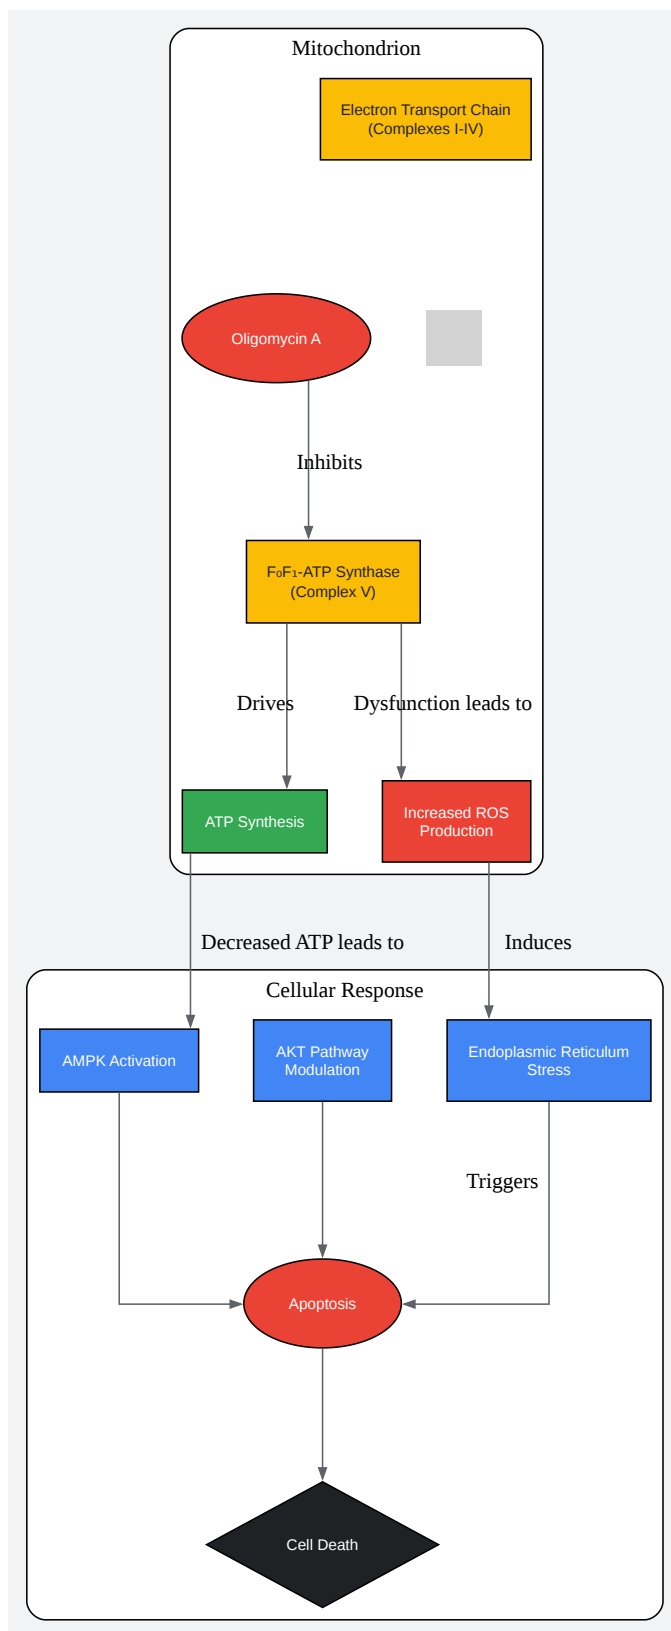 Mitochondrion
Electron Transport Chain
(Complexes I-IV)
Oligomycin A
Inhibits
F₀F₁-ATP Synthase
(Complex V)
Drives
Dysfunction leads to
ATP Synthesis
Increased ROS
Production
Decreased ATP leads to
Induces
Cellular Response
AMPK Activation
AKT Pathway
Modulation
Endoplasmic Reticulum
Stress
Triggers
Apoptosis
Cell Death